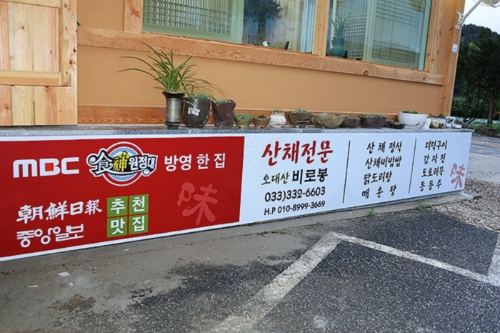 MBC 食神원정대 방영 한 집
朝鮮日報 추천
中央일보 맛집
味
산채전문
오대산 비로봉
033)332-6603
H.P 010-8999-3669
산채정식
산채비빔밥
닭도리탕
매운탕
더덕구이
감자전
도토리묵
동동주
味